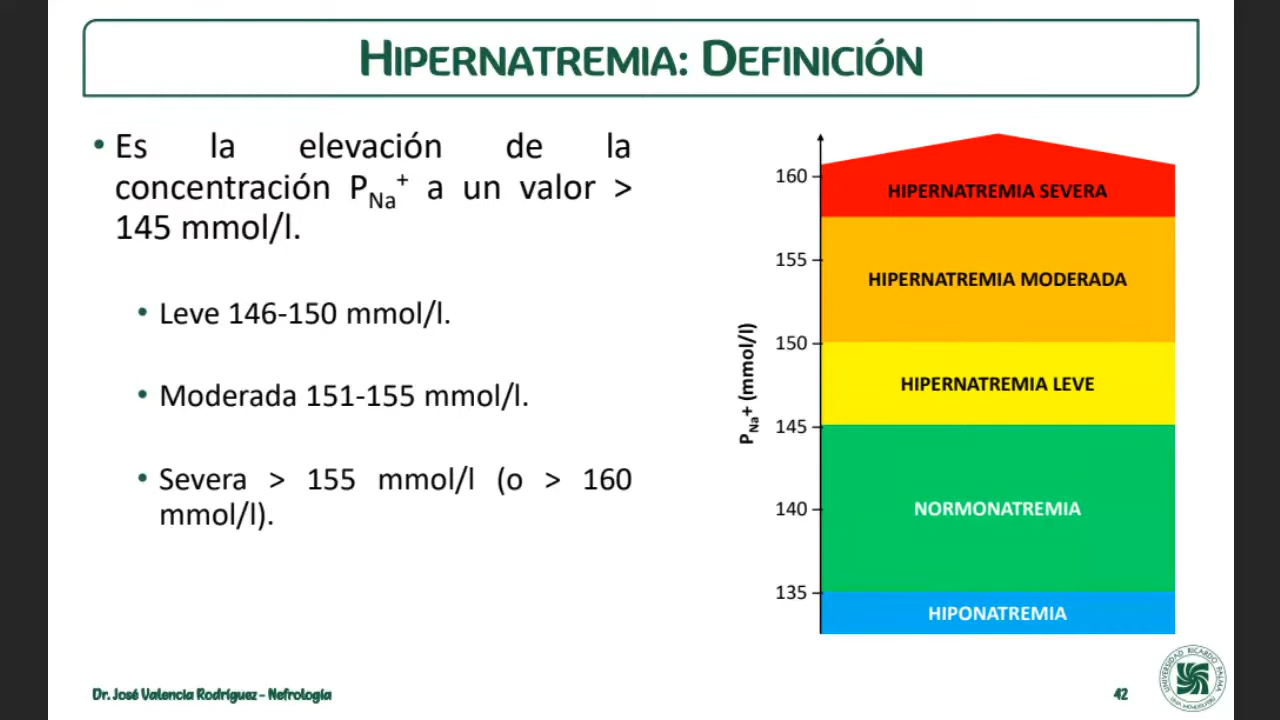 HIPERNATREMIA: DEFINICIÓN
• Es la elevación de la
concentración PNa+ a un valor >
145 mmol/l.
• Leve 146-150 mmol/l.
• Moderada 151-155 mmol/l.
• Severa > 155 mmol/l (o > 160
mmol/l).
PNa+ (mmol/l)
160
155
150
145
140
135
HIPERNATREMIA SEVERA
HIPERNATREMIA MODERADA
HIPERNATREMIA LEVE
NORMONATREMIA
HIPONATREMIA
Dr. José Valencia Rodríguez - Nefrología
42
UNIVERSIDAD RICARDO PALMA